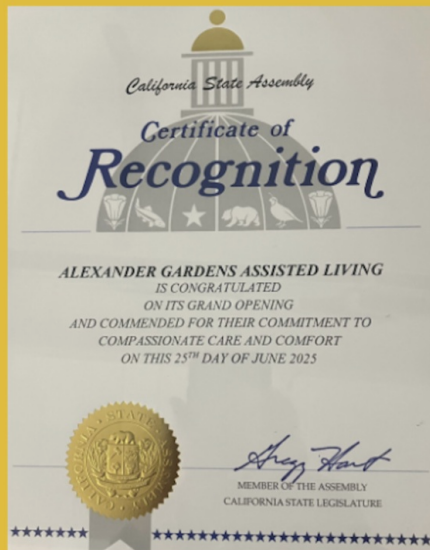 California State Assembly
Certificate of
Recognition
ALEXANDER GARDENS ASSISTED LIVING
IS CONGRATULATED
ON ITS GRAND OPENING
AND COMMENDED FOR THEIR COMMITMENT TO
COMPASSIONATE CARE AND COMFORT
ON THIS 25TH DAY OF JUNE 2025
Gregg Hart
MEMBER OF THE ASSEMBLY
CALIFORNIA STATE LEGISLATURE